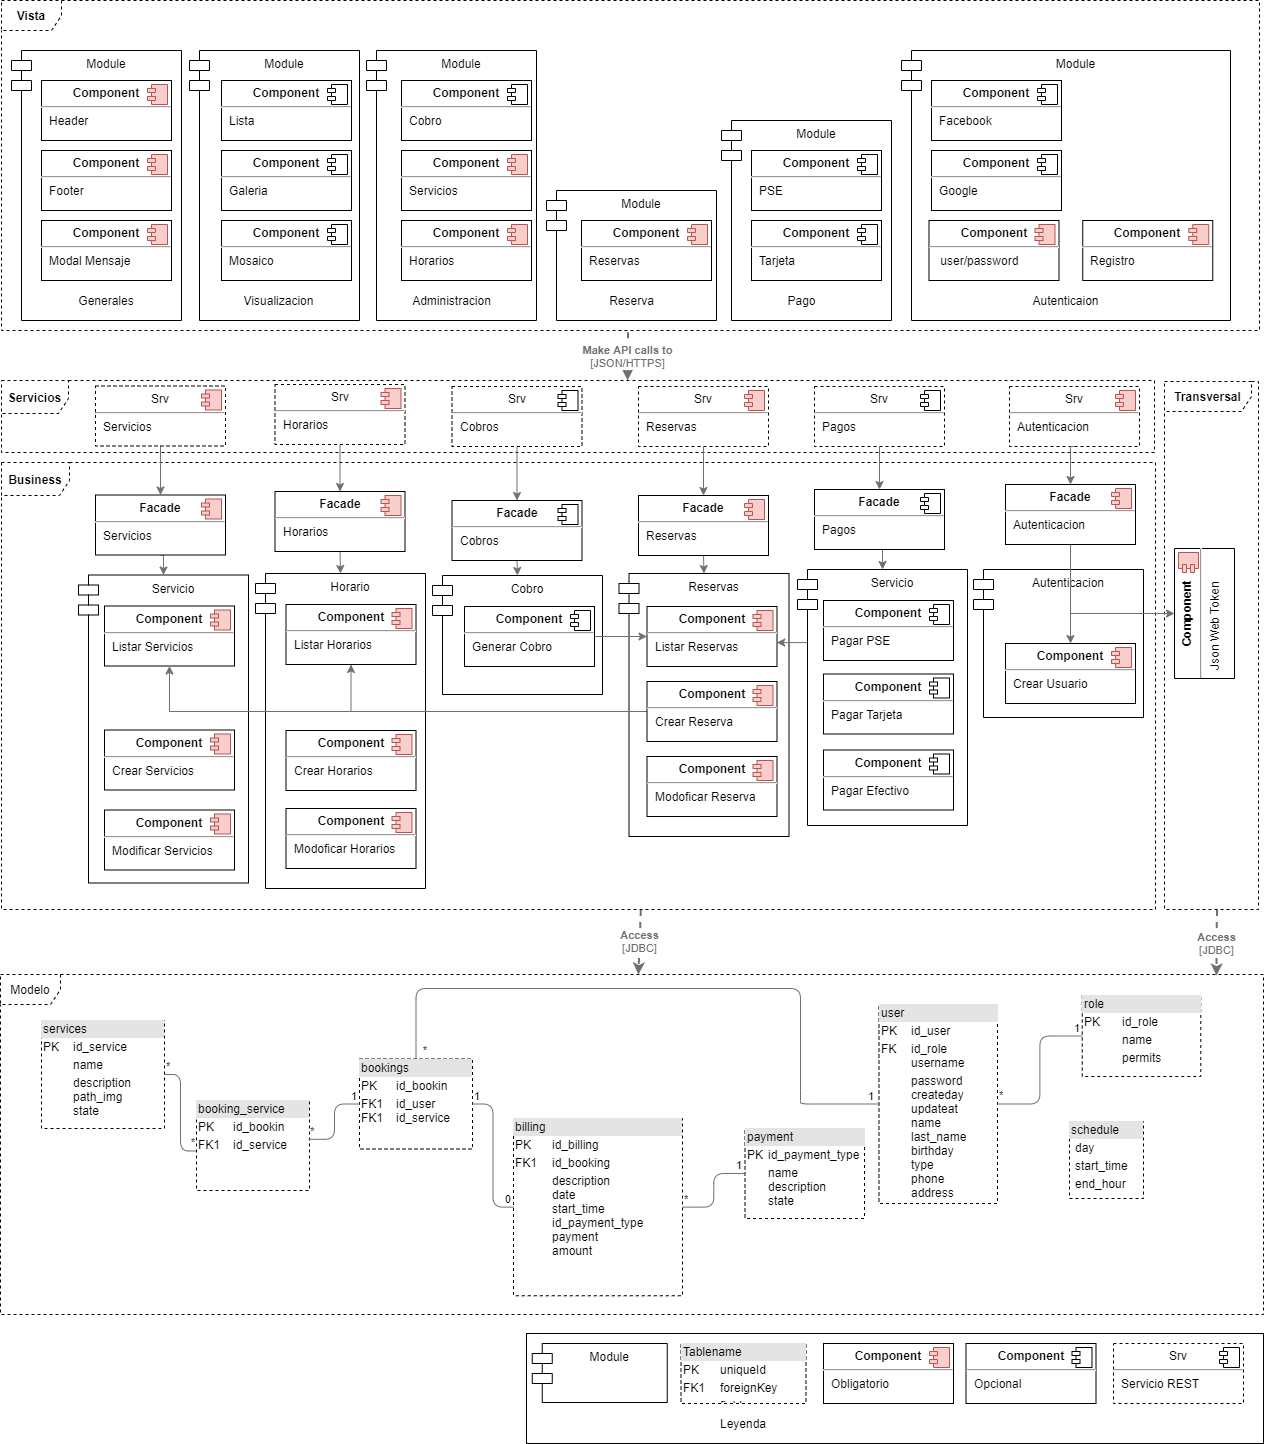 Vista
Module
Component
Header
Component
Footer
Component
Modal Mensaje
Generales
Module
Component
Lista
Component
Galeria
Component
Mosaico
Visualizacion
Module
Component
Cobro
Component
Servicios
Component
Horarios
Administracion
Module
Component
Reservas
Reserva
Module
Component
PSE
Component
Tarjeta
Pago
Module
Component
Facebook
Component
Google
Component
user/password
Component
Registro
Autenticaion
Make API calls to
[JSON/HTTPS]
Servicios
Srv
Servicios
Srv
Horarios
Srv
Cobros
Srv
Reservas
Srv
Pagos
Srv
Autenticacion
Transversal
Component
Json Web Token
Business
Facade
Servicios
Facade
Horarios
Facade
Cobros
Facade
Reservas
Facade
Pagos
Facade
Autenticacion
Servicio
Component
Listar Servicios
Component
Crear Servicios
Component
Modificar Servicios
Horario
Component
Listar Horarios
Component
Crear Horarios
Component
Modoficar Horarios
Cobro
Component
Generar Cobro
Reservas
Component
Listar Reservas
Component
Crear Reserva
Component
Modoficar Reserva
Servicio
Component
Pagar PSE
Component
Pagar Tarjeta
Component
Pagar Efectivo
Autenticacion
Component
Crear Usuario
Access
[JDBC]
Access
[JDBC]
Modelo
services
PK id_service
name
description
path_img
state
*
*
booking_service
PK id_bookin
FK1 id_service
*
1
*
bookings
PK id_bookin
FK1 id_user
FK1 id_service
1
0
billing
PK id_billing
FK1 id_booking
description
date
start_time
id_payment_type
payment
amount
*
1
payment
PK id_payment_type
name
description
state
1
user
PK id_user
FK id_role
username
password
createday
updateat
name
last_name
birthday
type
phone
address
*
1
role
PK id_role
name
permits
schedule
day
start_time
end_hour
Module
Tablename
PK uniqueId
FK1 foreignKey
Component
Obligatorio
Component
Opcional
Srv
Servicio REST
Leyenda